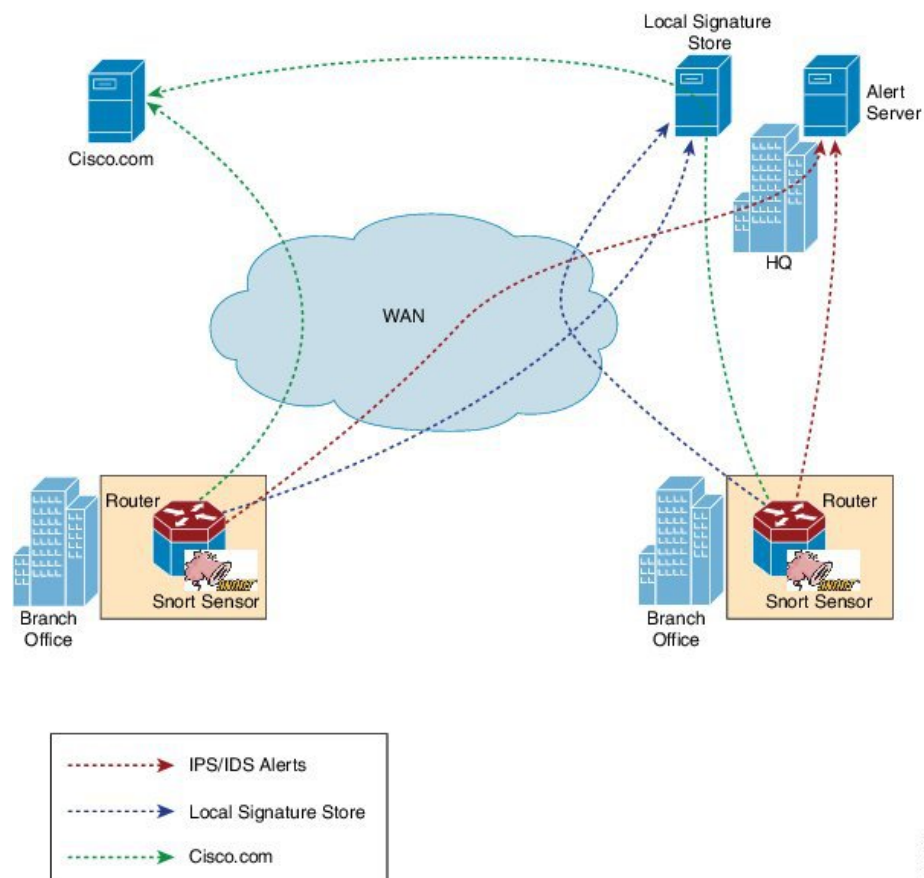 Local Signature
Store
Alert
Server
Cisco.com
HQ
WAN
Router
Snort Sensor
Branch
Office
Router
Snort Sensor
Branch
Office
IPS/IDS Alerts
Local Signature Store
Cisco.com